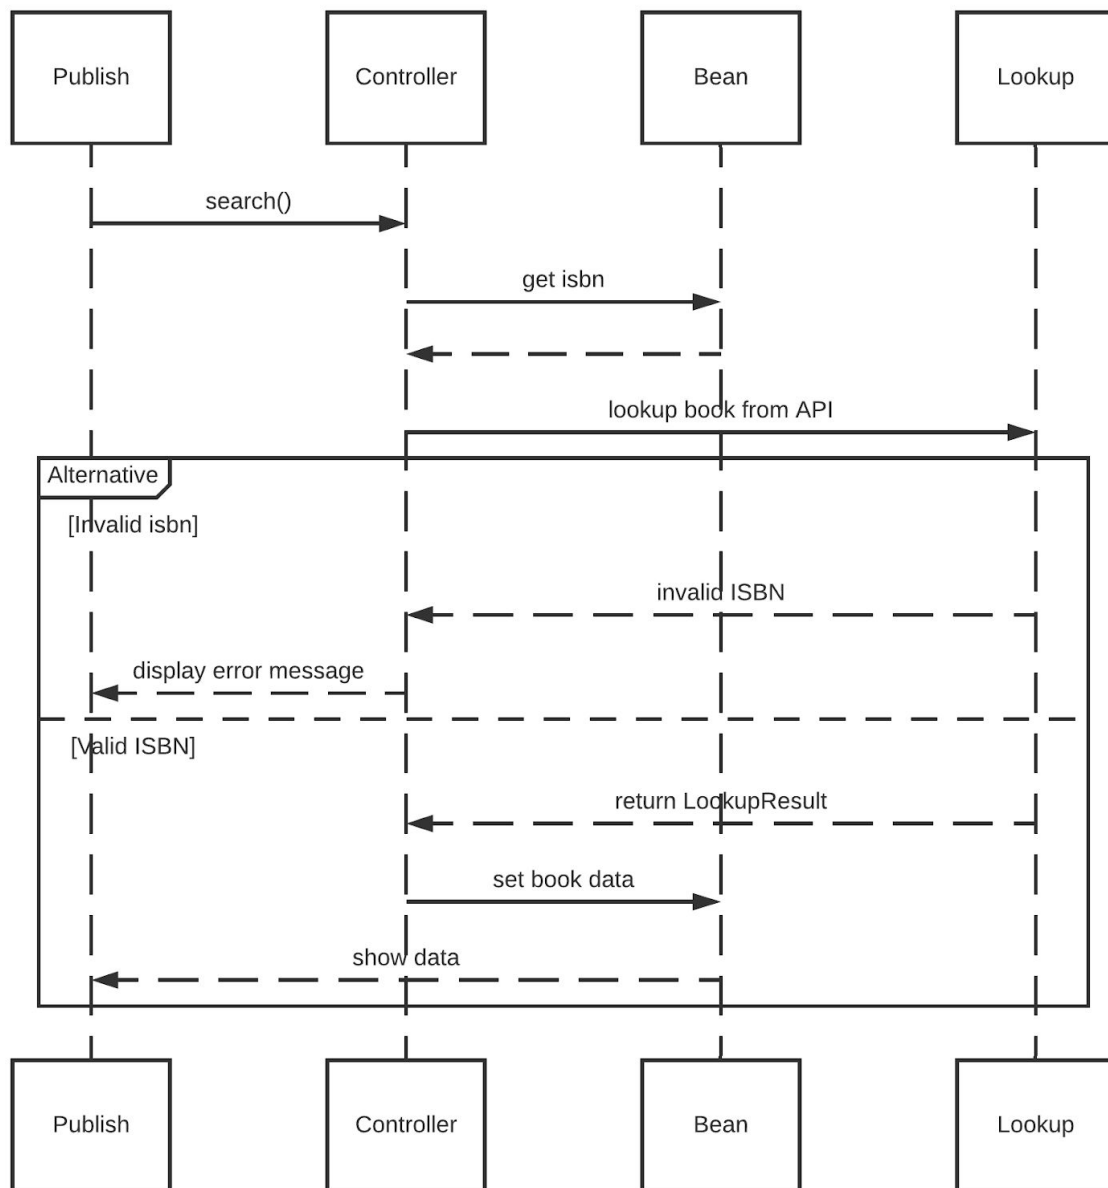 Publish
Controller
Bean
Lookup
search()
get isbn
lookup book from API
Alternative
[Invalid isbn]
invalid ISBN
display error message
[Valid ISBN]
return LookupResult
set book data
show data
Publish
Controller
Bean
Lookup